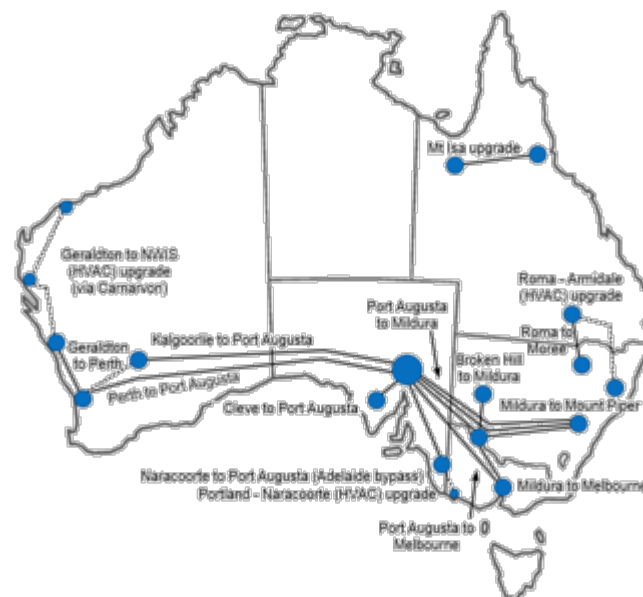 Mt Isa upgrade
Geraldton to NWIS
(HVAC) upgrade
(via Carnarvon)
Roma - Armidale
(HVAC) upgrade
Port Augusta
to Mildura
Roma to
Moree
Kalgoorlie to Port Augusta
Geraldton
to Perth
Broken Hill
to Mildura
Perth to Port Augusta
Cleve to Port Augusta
Mildura to Mount Piper
Naracoorte to Port Augusta (Adelaide bypass)
Portland - Naracoorte (HVAC) upgrade
Mildura to Melbourne
Port Augusta to
Melbourne